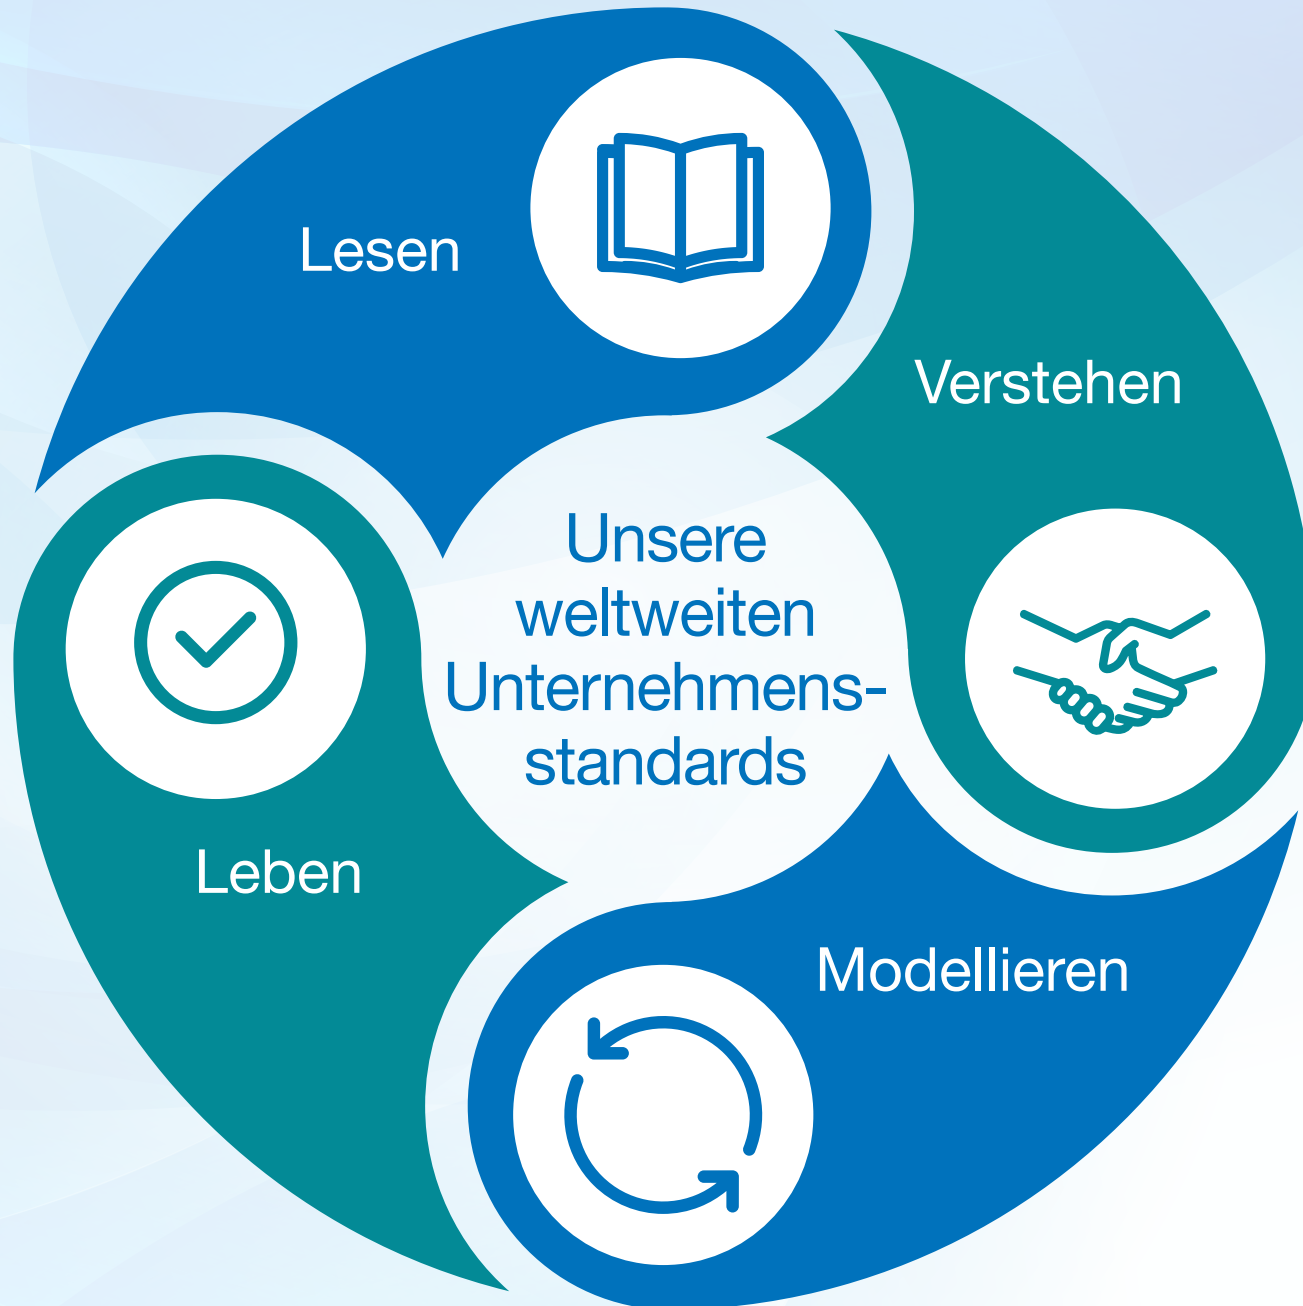 Lesen
Verstehen
Unsere
weltweiten
Unternehmens-
standards
Leben
Modellieren